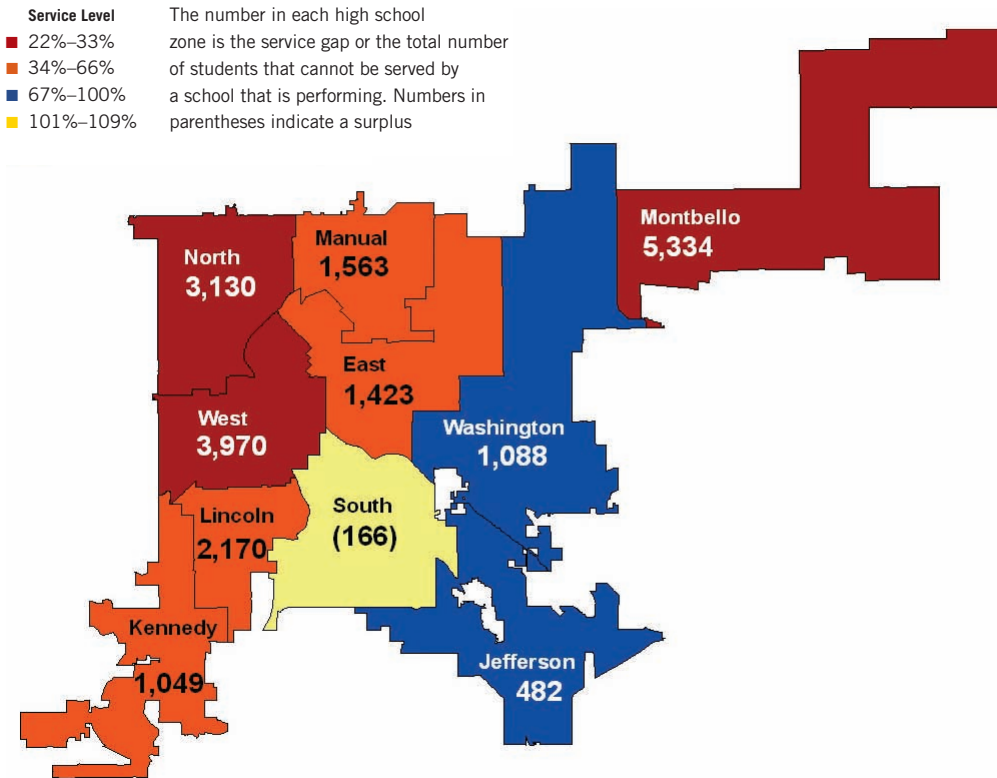 Service Level
22%–33%
34%–66%
67%–100%
101%–109%
The number in each high school
zone is the service gap or the total number
of students that cannot be served by
a school that is performing. Numbers in
parentheses indicate a surplus
Montbello
5,334
Manual
1,563
North
3,130
East
1,423
West
3,970
Washington
1,088
South
(166)
Lincoln
2,170
Kennedy
1,049
Jefferson
482